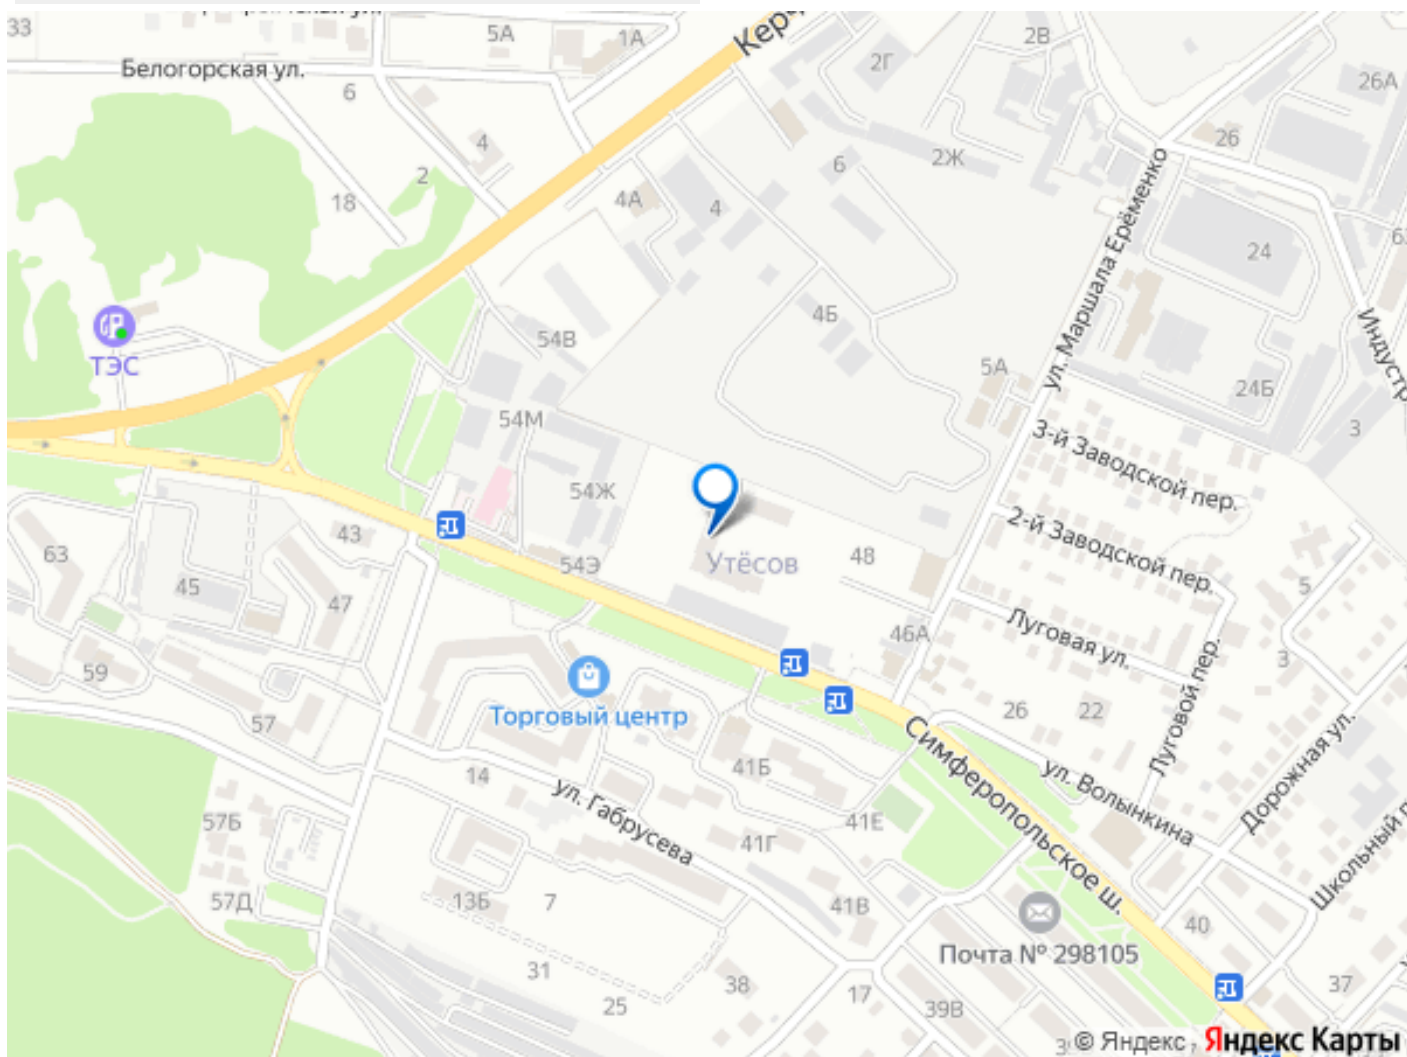 33
5А
1А
Белогорская ул.
6
4
2
18
2В
2Г
26А
26
2Ж
6
4А
4
24
ул. Маршала Ерёменко
ТЭС
54В
4Б
5А
Индустр
24Б
3
54М
3-й Заводской пер.
54Ж
2-й Заводской пер.
43
63
54Э
Утёсов
48
45
47
5
46А
Луговая ул.
59
3
Луговой пер.
57
Торговый центр
26
22
Симферопольское ш.
ул. Волынкина
Дорожная ул.
41Б
14
ул. Габрусева
57Б
41Е
41Г
Школьный п
57Д
13Б
7
41В
40
Почта № 298105
31
38
25
17
39В
37
© Яндекс
Яндекс Карты